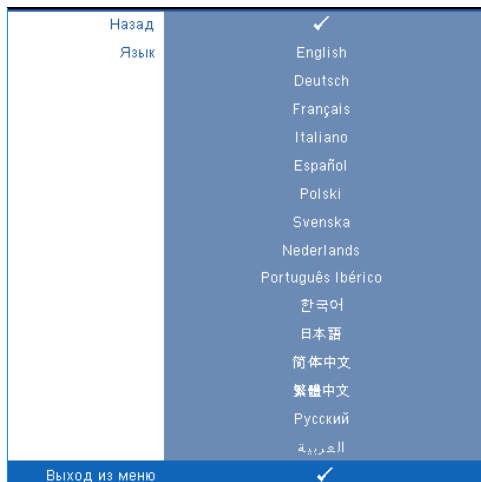 Назад ✓
Язык English
Deutsch
Français
Italiano
Español
Polski
Svenska
Nederlands
Português Ibérico
한국어
日本語
简体中文
繁體中文
Русский
العربية
Выход из меню ✓